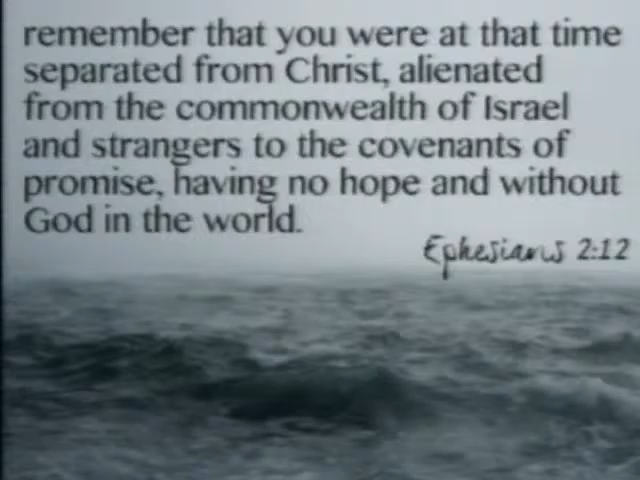 remember that you were at that time
separated from Christ, alienated
from the commonwealth of Israel
and strangers to the covenants of
promise, having no hope and without
God in the world.
Ephesians 2:12